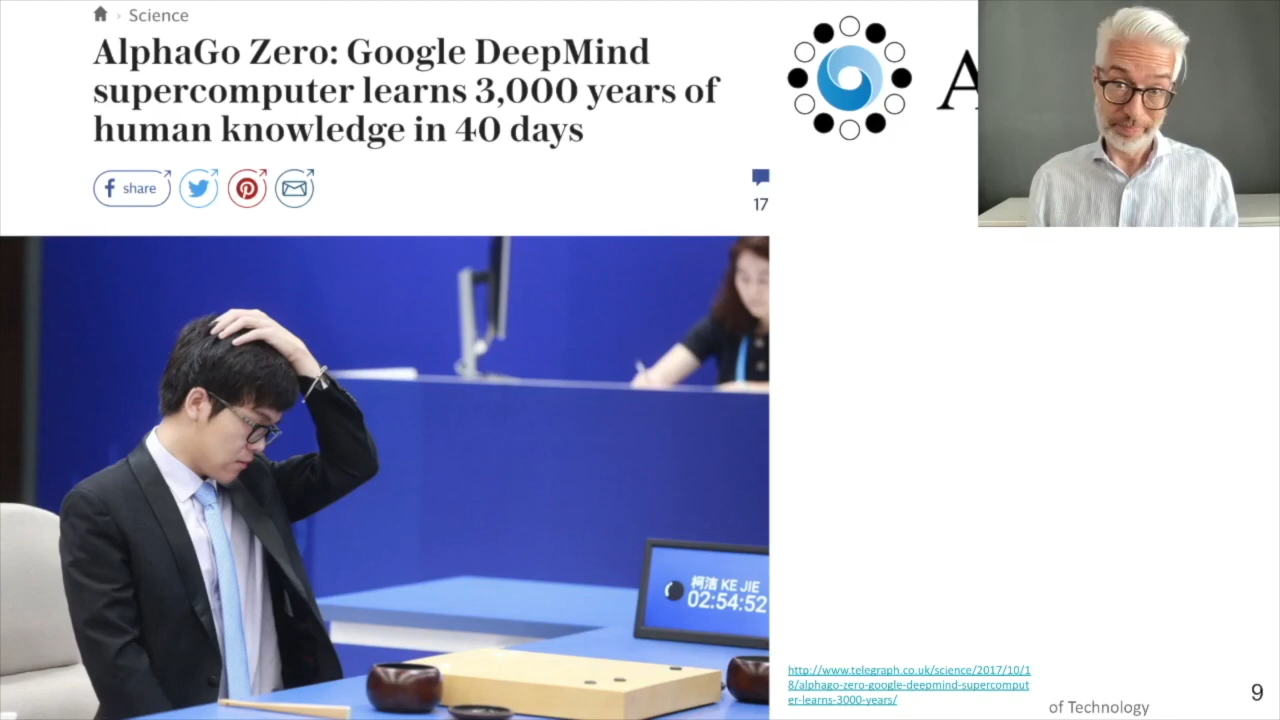 Science
AlphaGo Zero: Google DeepMind
supercomputer learns 3,000 years of
human knowledge in 40 days
share
17
A
柯洁 KE JIE
02:54:52
http://www.telegraph.co.uk/science/2017/10/1
8/alphago-zero-google-deepmind-supercomput
er-learns-3000-years/
of Technology
9